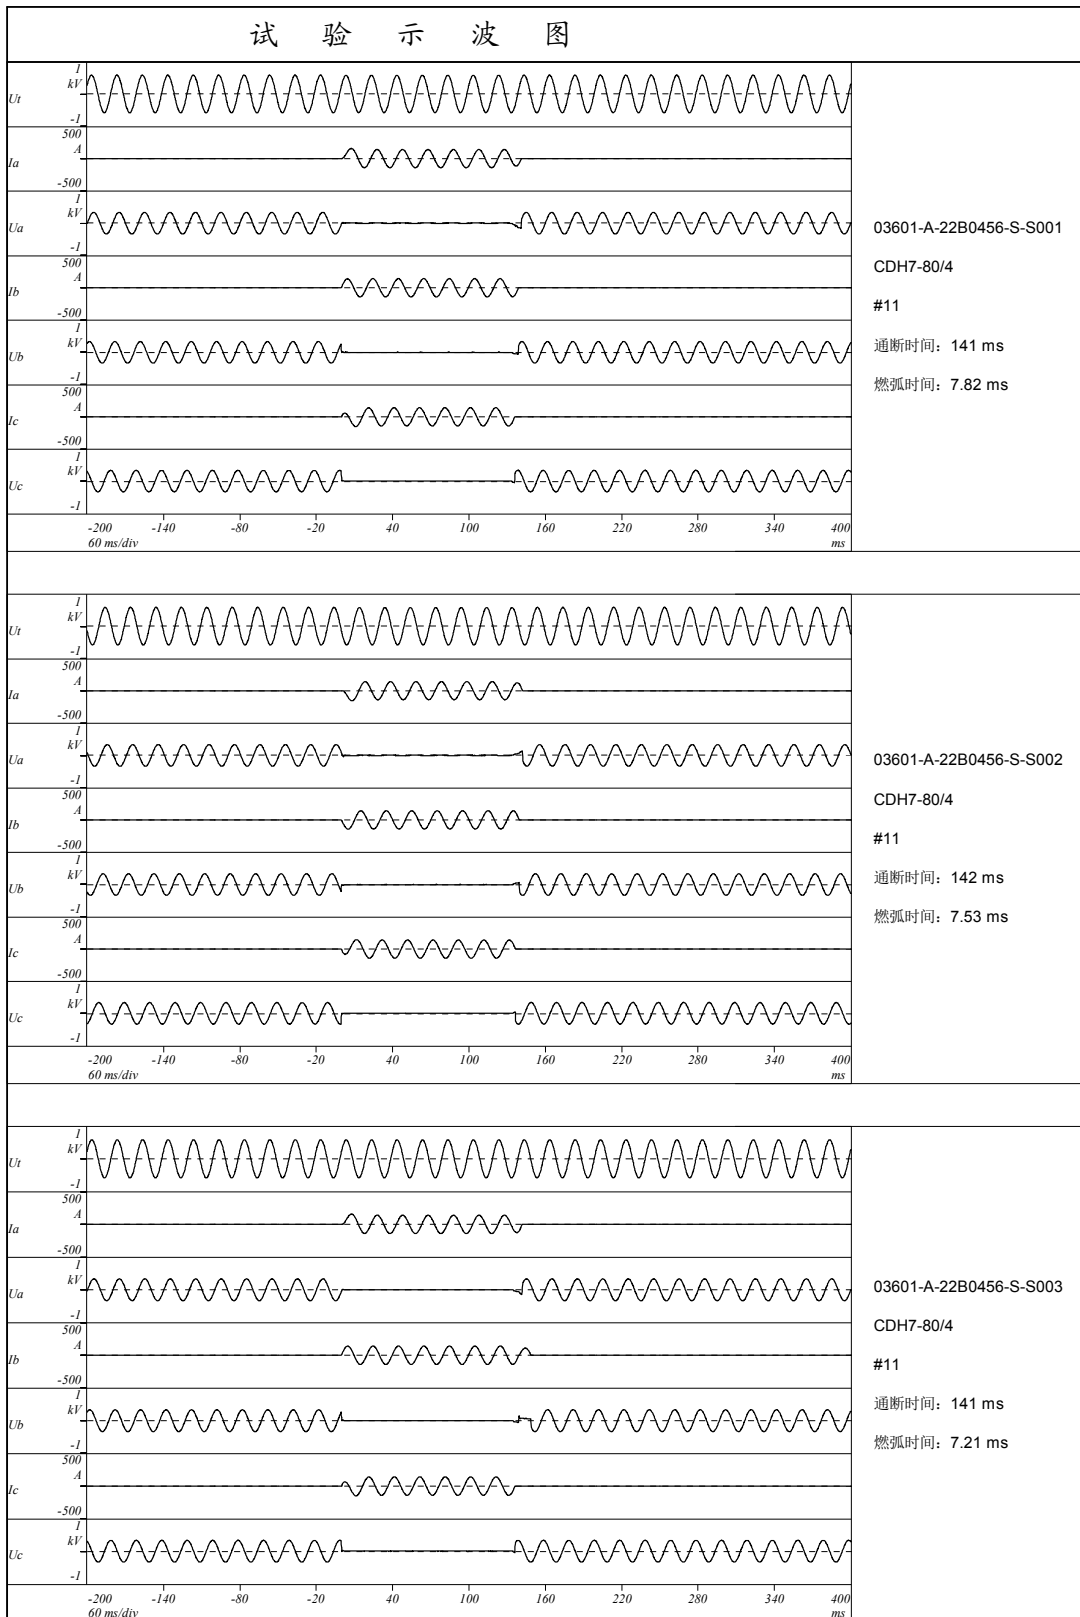 试 验 示 波 图
1
kV
Ut
-1
500
A
Ia
-500
1
kV
Ua
-1
500
A
Ib
-500
1
kV
Ub
-1
500
A
Ic
-500
1
kV
Uc
-1
-200 -140 -80 -20 40 100 160 220 280 340 400
60 ms/div ms
03601-A-22B0456-S-S001
CDH7-80/4
#11
通断时间：141 ms
燃弧时间：7.82 ms
1
kV
Ut
-1
500
A
Ia
-500
1
kV
Ua
-1
500
A
Ib
-500
1
kV
Ub
-1
500
A
Ic
-500
1
kV
Uc
-1
-200 -140 -80 -20 40 100 160 220 280 340 400
60 ms/div ms
03601-A-22B0456-S-S002
CDH7-80/4
#11
通断时间：142 ms
燃弧时间：7.53 ms
1
kV
Ut
-1
500
A
Ia
-500
1
kV
Ua
-1
500
A
Ib
-500
1
kV
Ub
-1
500
A
Ic
-500
1
kV
Uc
-1
-200 -140 -80 -20 40 100 160 220 280 340 400
60 ms/div ms
03601-A-22B0456-S-S003
CDH7-80/4
#11
通断时间：141 ms
燃弧时间：7.21 ms